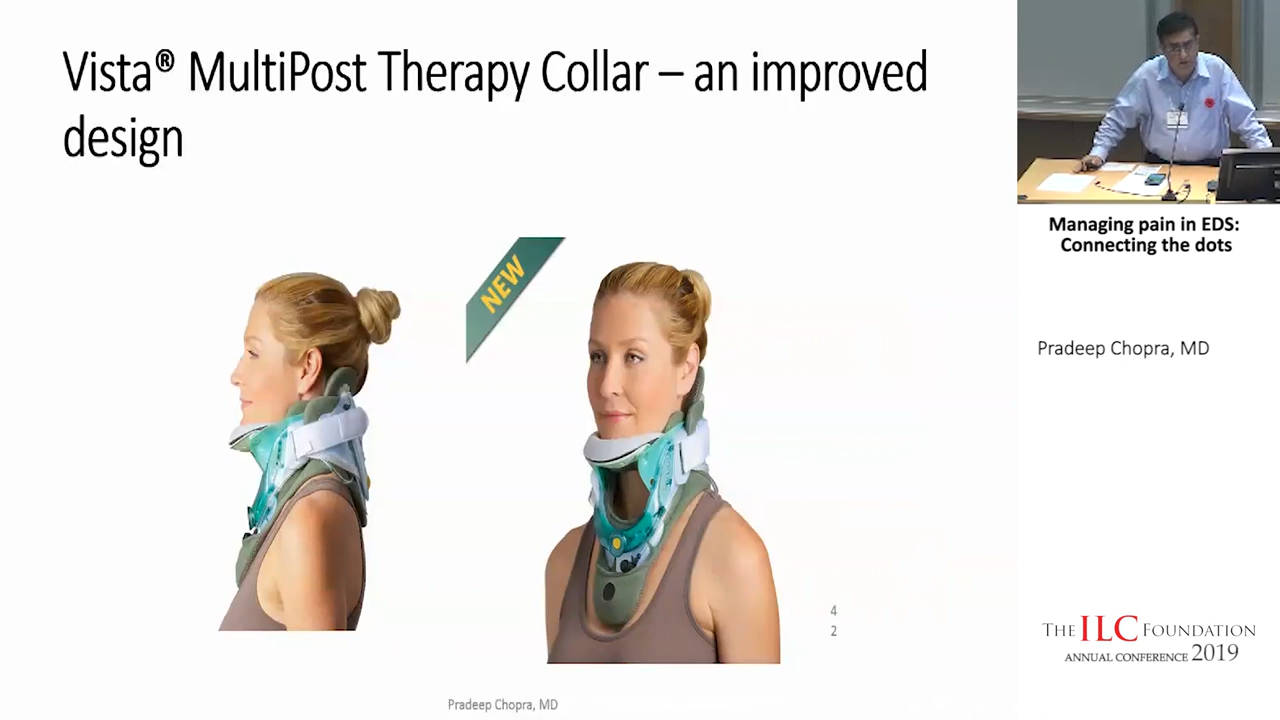 Vista® MultiPost Therapy Collar – an improved
design
NEW
4
2
Pradeep Chopra, MD
Managing pain in EDS:
Connecting the dots
Pradeep Chopra, MD
THE ILC FOUNDATION
ANNUAL CONFERENCE 2019